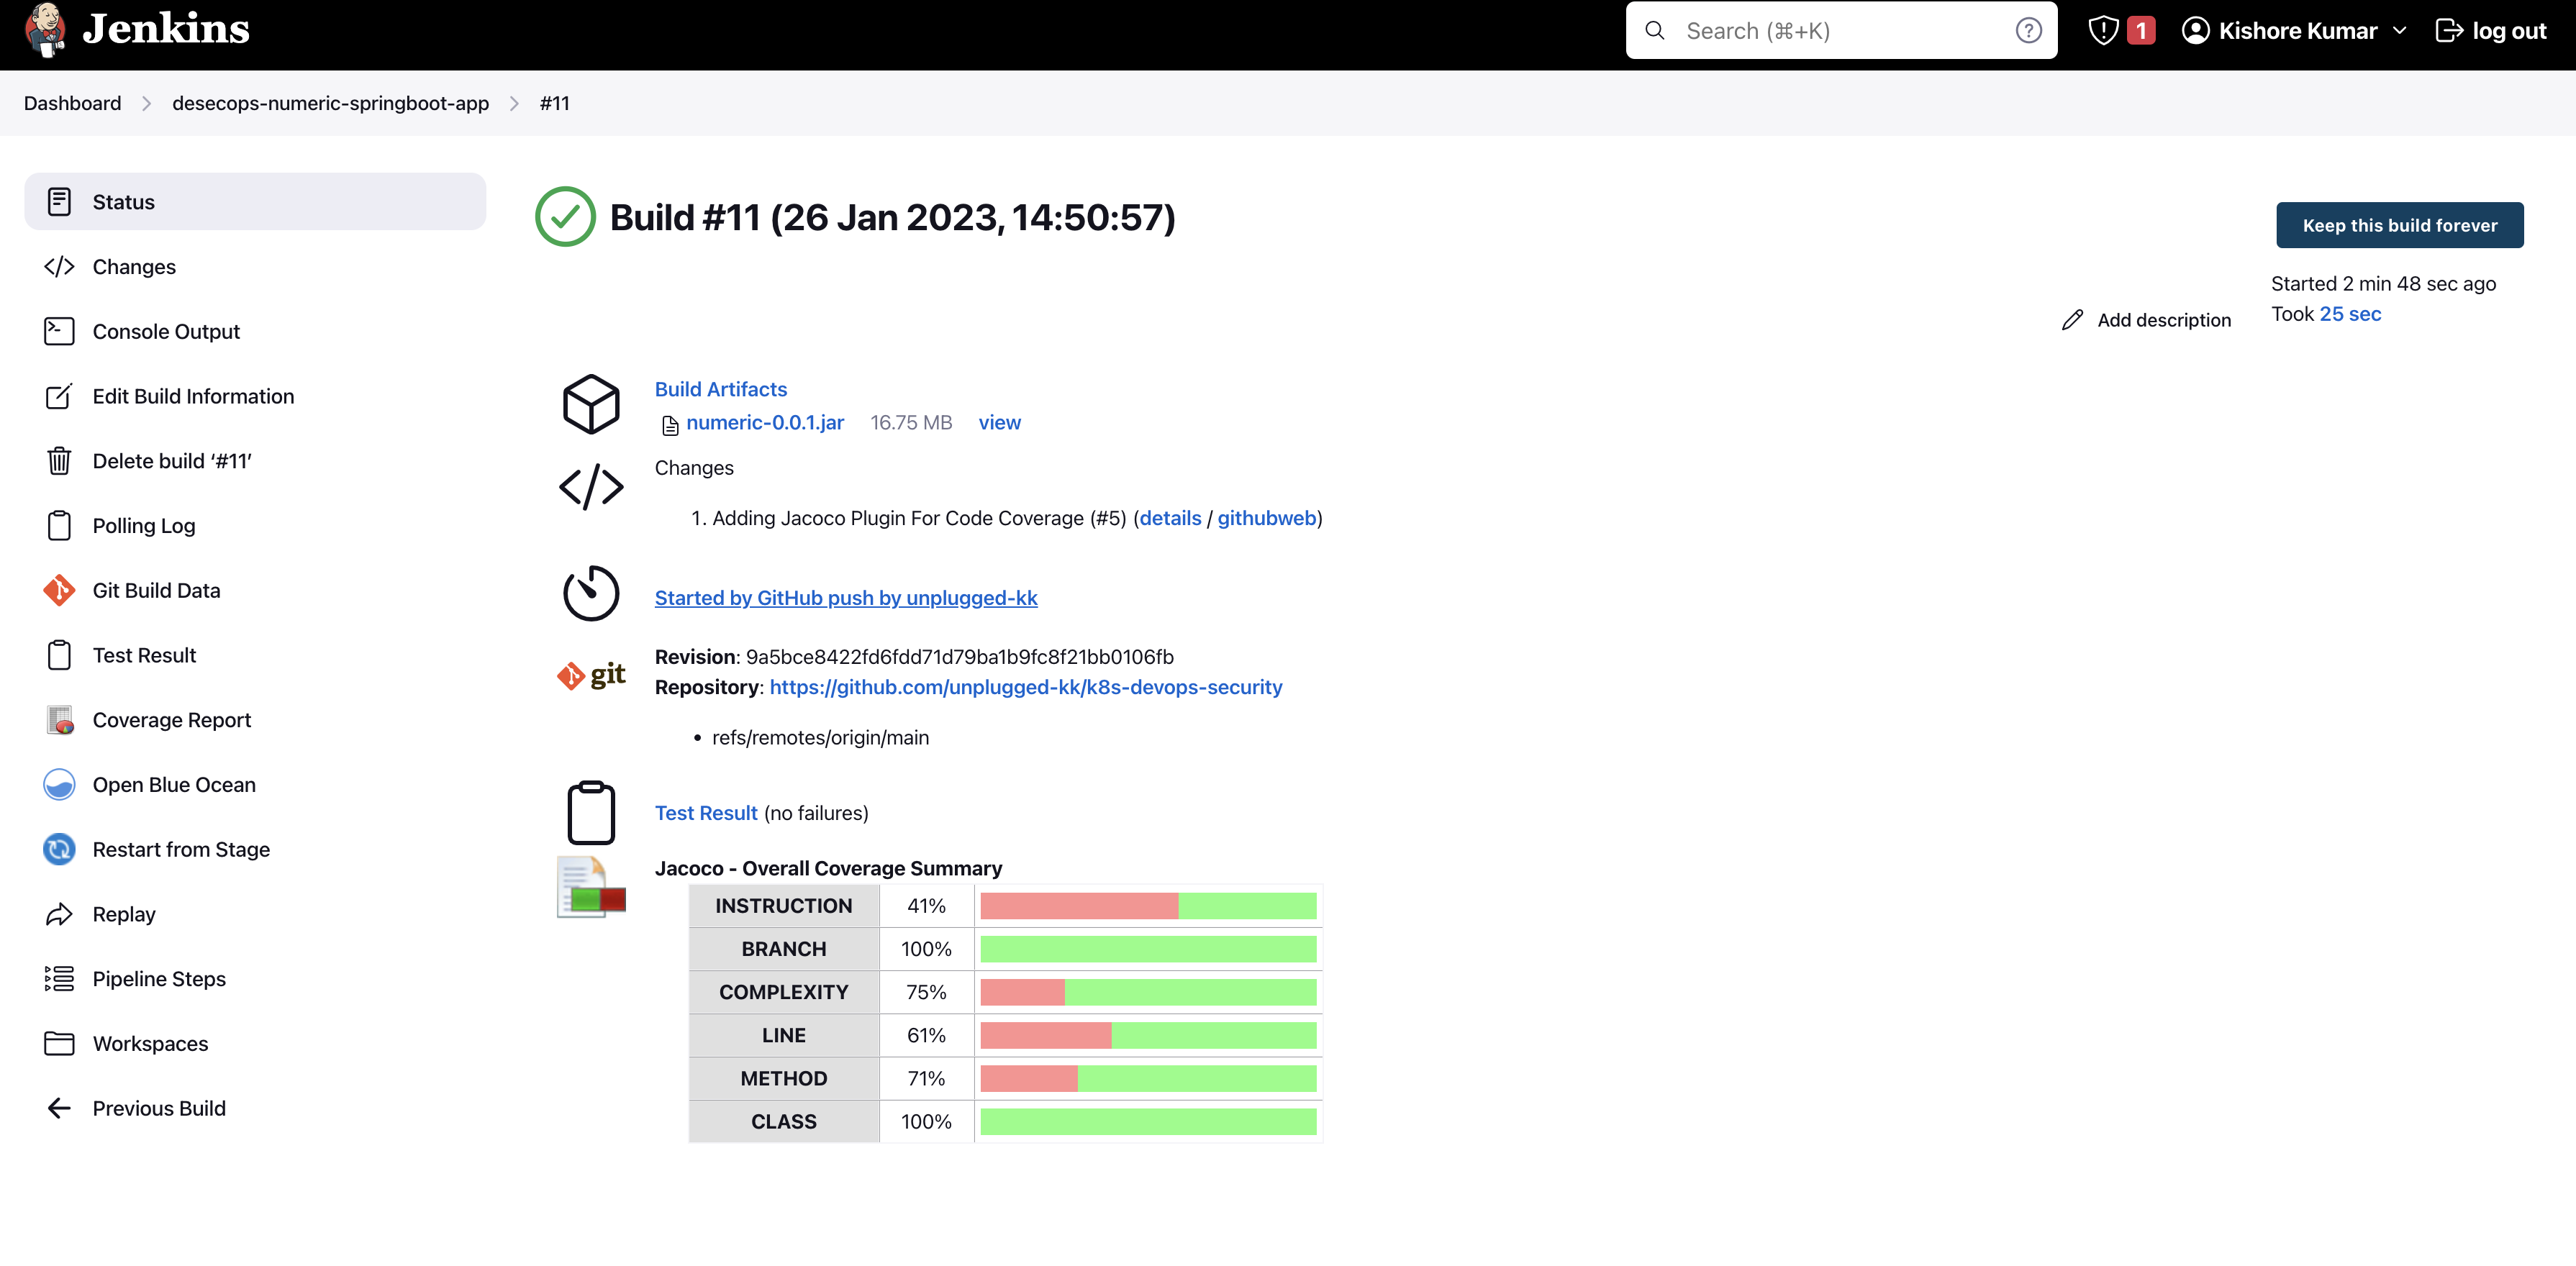 Jenkins
Search (⌘+K)
1
Kishore Kumar
log out
Dashboard > desecops-numeric-springboot-app > #11
Status
Changes
Console Output
Edit Build Information
Delete build ‘#11’
Polling Log
Git Build Data
Test Result
Coverage Report
Open Blue Ocean
Restart from Stage
Replay
Pipeline Steps
Workspaces
Previous Build
Build #11 (26 Jan 2023, 14:50:57)
Keep this build forever
Started 2 min 48 sec ago
Took 25 sec
Add description
Build Artifacts
numeric-0.0.1.jar 16.75 MB view
Changes
1. Adding Jacoco Plugin For Code Coverage (#5) (details / githubweb)
Started by GitHub push by unplugged-kk
git
Revision: 9a5bce8422fd6fdd71d79ba1b9fc8f21bb0106fb
Repository: https://github.com/unplugged-kk/k8s-devops-security
• refs/remotes/origin/main
Test Result (no failures)
Jacoco - Overall Coverage Summary
INSTRUCTION 41%
BRANCH 100%
COMPLEXITY 75%
LINE 61%
METHOD 71%
CLASS 100%